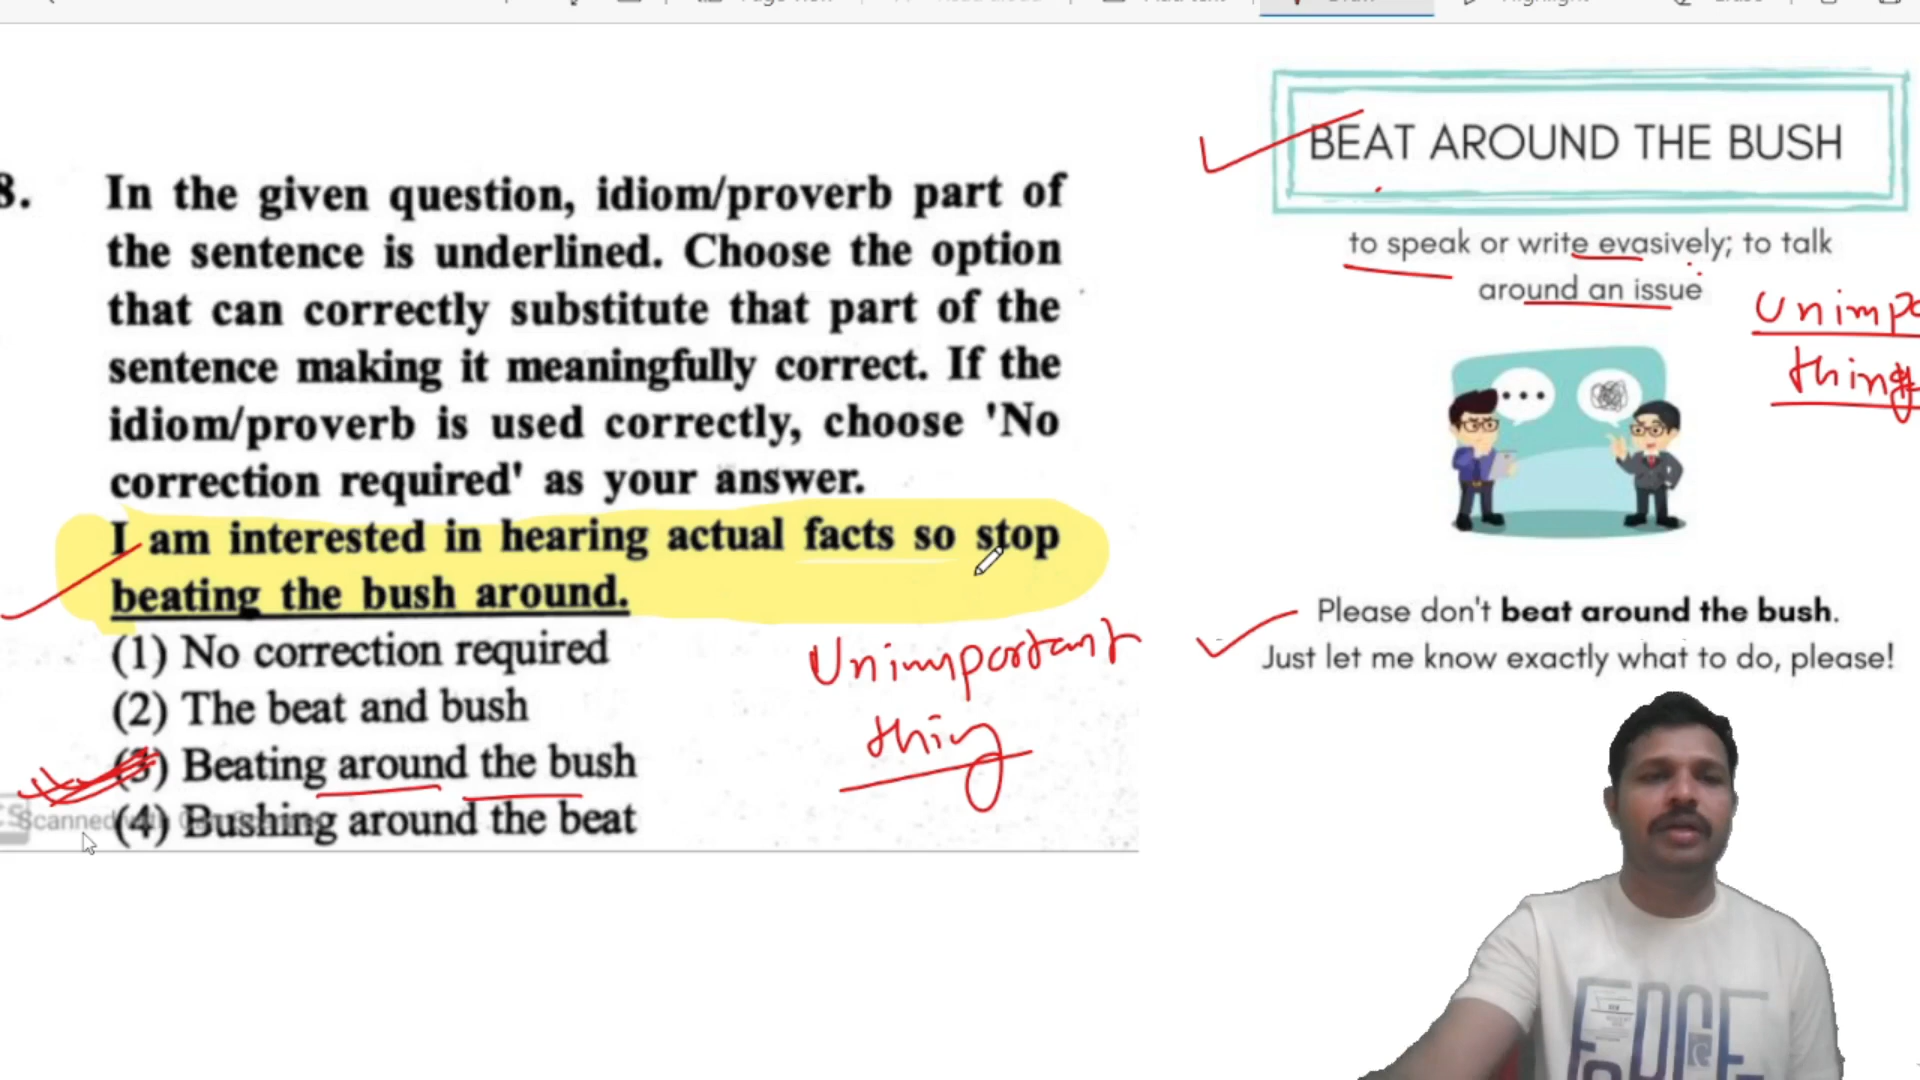 8. In the given question, idiom/proverb part of
the sentence is underlined. Choose the option
that can correctly substitute that part of the
sentence making it meaningfully correct. If the
idiom/proverb is used correctly, choose 'No
correction required' as your answer.
I am interested in hearing actual facts so stop
beating the bush around.
(1) No correction required
(2) The beat and bush
(3) Beating around the bush
(4) Bushing around the beat
Scanned
CS
Unimportant
thing
BEAT AROUND THE BUSH
to speak or write evasively; to talk
around an issue
Unimpo
thing
Please don't beat around the bush.
Just let me know exactly what to do, please!